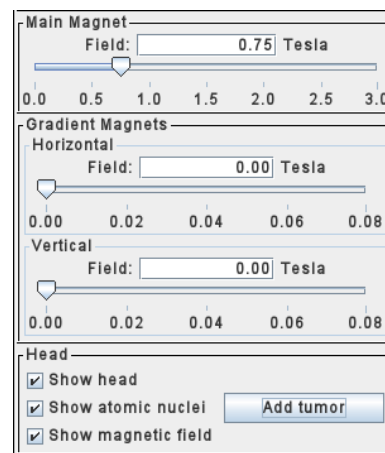 Main Magnet
Field: 0.75 Tesla
0.0 0.5 1.0 1.5 2.0 2.5 3.0
Gradient Magnets
Horizontal
Field: 0.00 Tesla
0.00 0.02 0.04 0.06 0.08
Vertical
Field: 0.00 Tesla
0.00 0.02 0.04 0.06 0.08
Head
Show head
Show atomic nuclei Add tumor
Show magnetic field